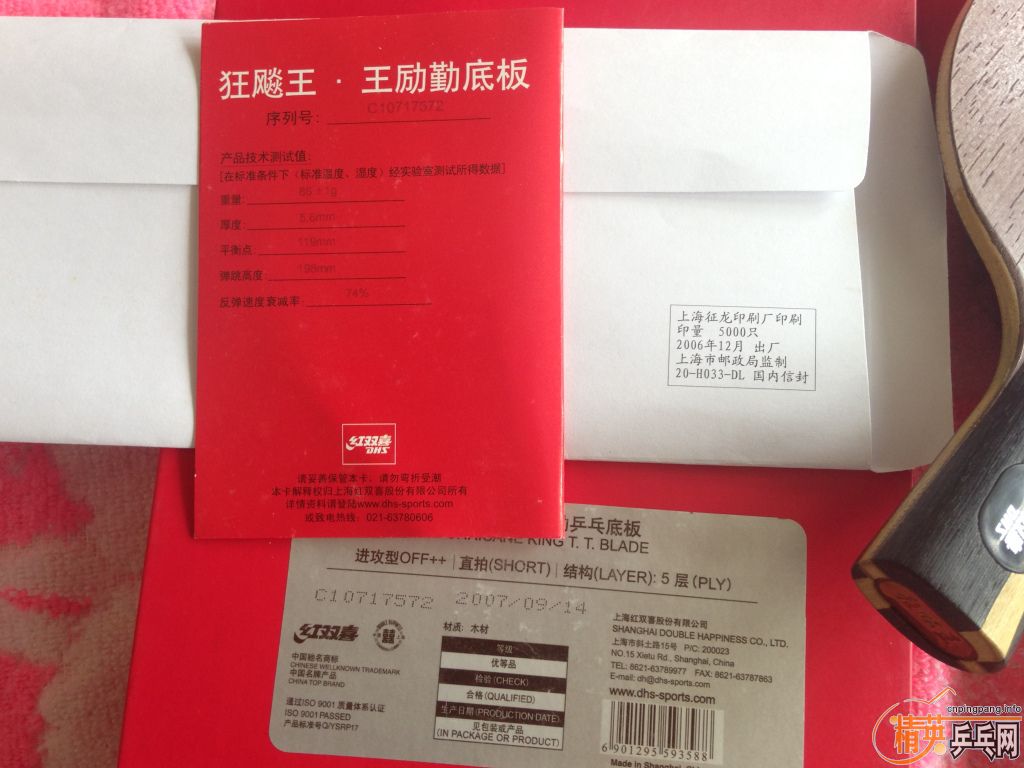 狂飚王 · 王励勤底板
序列号: C10717572
产品技术测试值:
[在标准条件下(标准温度、湿度)经实验室测试所得数据]
重量: 86±1g
厚度: 5.6mm
平衡点: 119mm
弹跳高度: 198mm
反弹速度衰减率: 74%
红双喜
DHS
请妥善保管本卡,请勿弯折受潮
本卡解释权归上海红双喜股份有限公司所有
详情资料请登陆www.dhs-sports.com
或致电热线: 021-63780606
上海征龙印刷厂印刷
印量 5000只
2006年12月 出厂
上海市邮政局监制
20-H033-DL 国内信封
乒乓底板
KING T. T. BLADE
进攻型OFF++ | 直拍(SHORT) | 结构(LAYER): 5 层(PLY)
C10717572 2007/09/14
红双喜
中国驰名商标
CHINESE WELLKNOWN TRADEMARK
中国名牌产品
CHINA TOP BRAND
通过ISO 9001 质量体系认证
ISO 9001 PASSED
产品标准号Q/YSRP17
材质: 木材
等级
优等品
检验(CHECK)
合格(QUALIFIED)
生产日期(PRODUCTION DATE)
见包装或产品
(IN PACKAGE OR PRODUCT)
上海红双喜股份有限公司
SHANGHAI DOUBLE HAPPINESS CO., LTD.
上海市斜土路15号 P/C: 200023
NO.15 Xietu Rd., Shanghai, China
TEL: 8621-63789977 FAX: 8621-63787863
E-mail: dh@dhs-sports.com
www.dhs-sports.com
6 901295 593588
Made in Shanghai,
cnpingpang.info
精英乒乓网